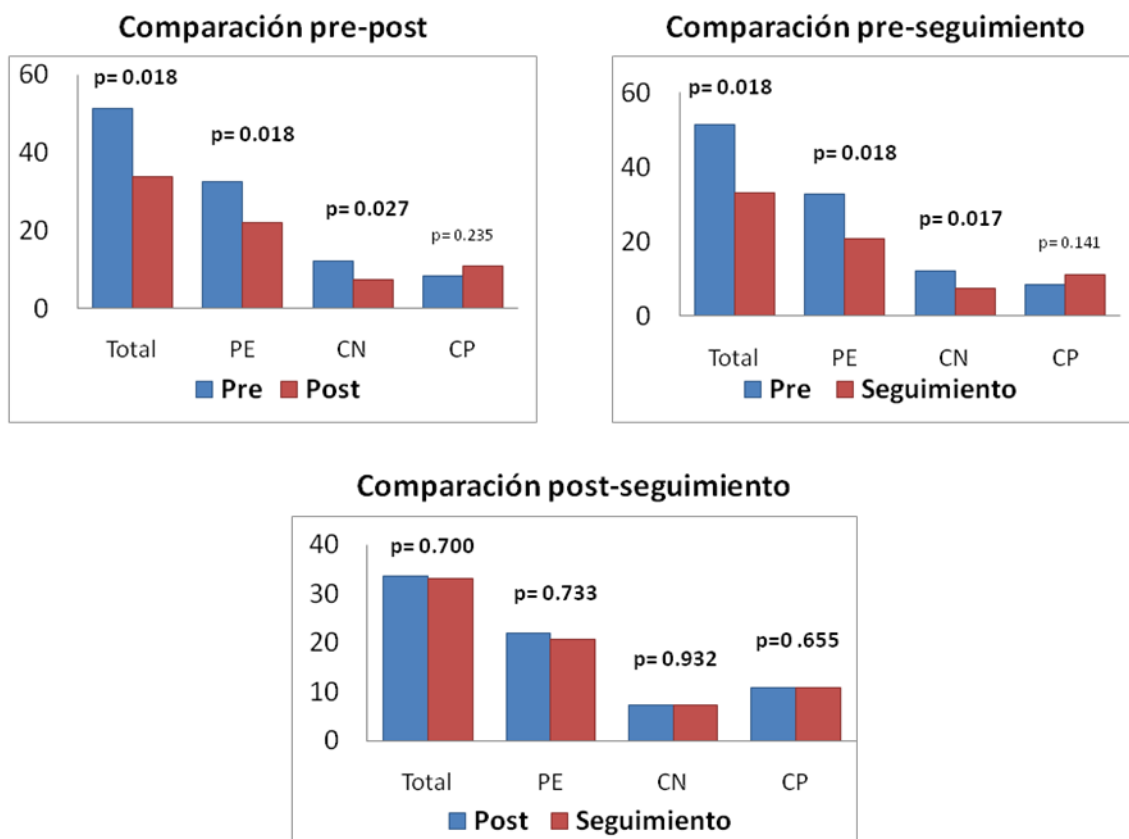 Comparación pre-post
60
40
20
0
p= 0.018
p= 0.018
p= 0.027
p= 0.235
Total PE CN CP
Pre Post
Comparación pre-seguimiento
60
40
20
0
p= 0.018
p= 0.018
p= 0.017
p= 0.141
Total PE CN CP
Pre Seguimiento
Comparación post-seguimiento
40
30
20
10
0
p= 0.700
p= 0.733
p= 0.932
p=0 .655
Total PE CN CP
Post Seguimiento